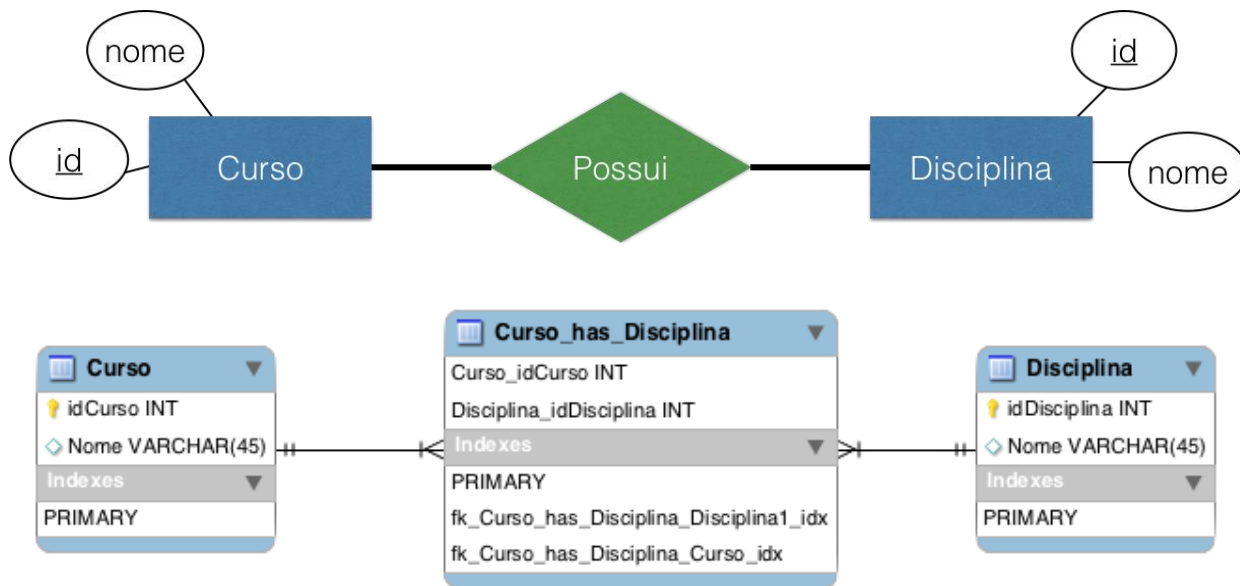 nome
id
Curso
Possui
Disciplina
id
nome
Curso
idCurso INT
Nome VARCHAR(45)
Indexes
PRIMARY
Curso_has_Disciplina
Curso_idCurso INT
Disciplina_idDisciplina INT
Indexes
PRIMARY
fk_Curso_has_Disciplina_Disciplina1_idx
fk_Curso_has_Disciplina_Curso_idx
Disciplina
idDisciplina INT
Nome VARCHAR(45)
Indexes
PRIMARY